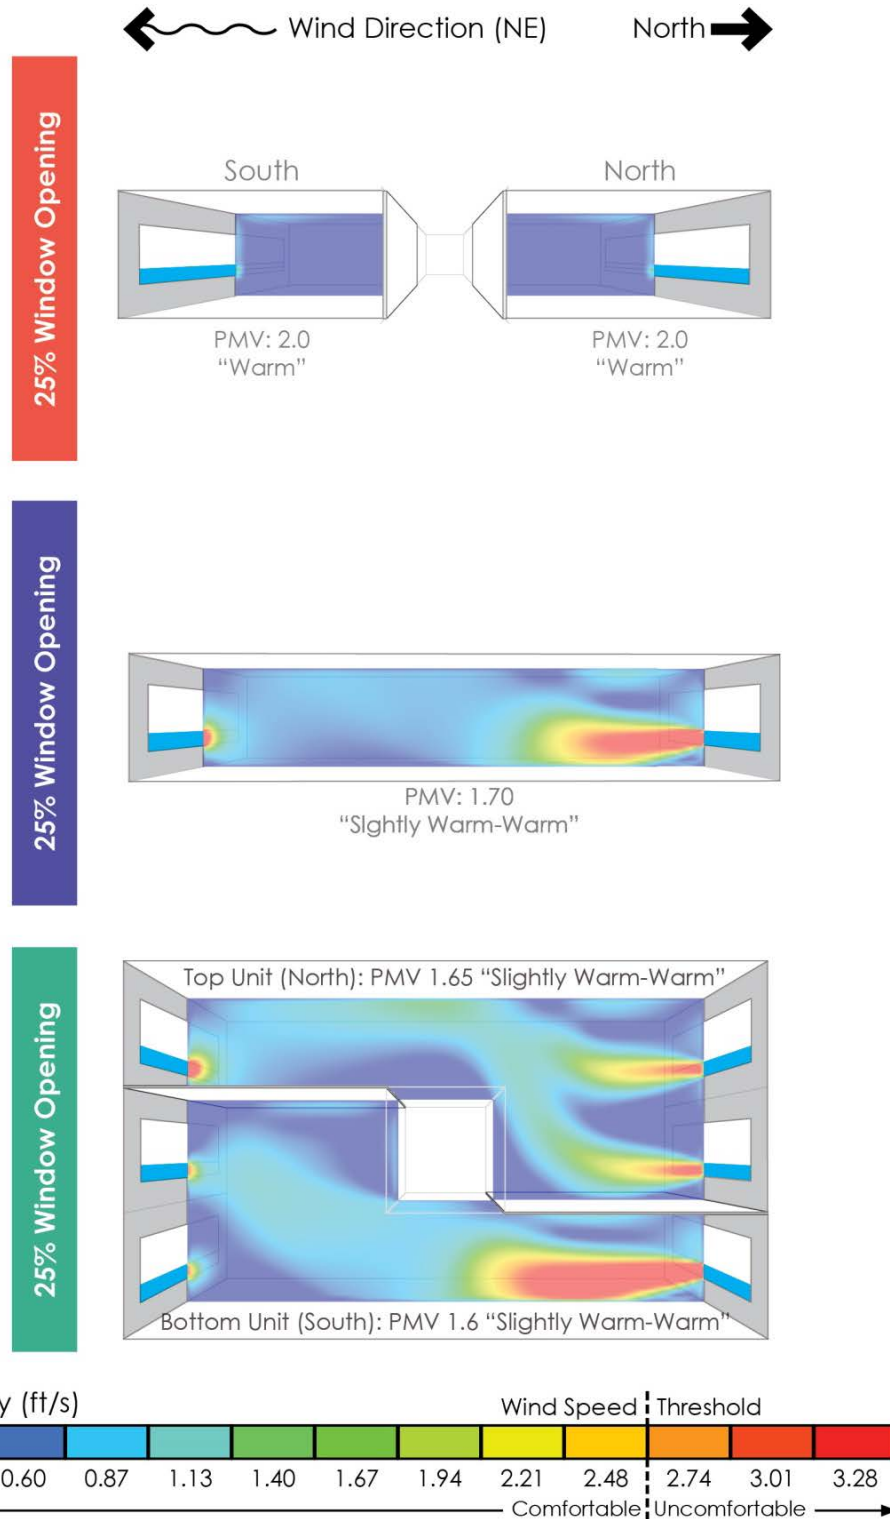 Wind Direction (NE)
North
25% Window Opening
South
North
PMV: 2.0
“Warm”
PMV: 2.0
“Warm”
25% Window Opening
PMV: 1.70
“Slghtly Warm-Warm”
25% Window Opening
Top Unit (North): PMV 1.65 “Slightly Warm-Warm”
Bottom Unit (South): PMV 1.6 “Slightly Warm-Warm”
y (ft/s)
Wind Speed Threshold
0.60 0.87 1.13 1.40 1.67 1.94 2.21 2.48 2.74 3.01 3.28
Comfortable Uncomfortable